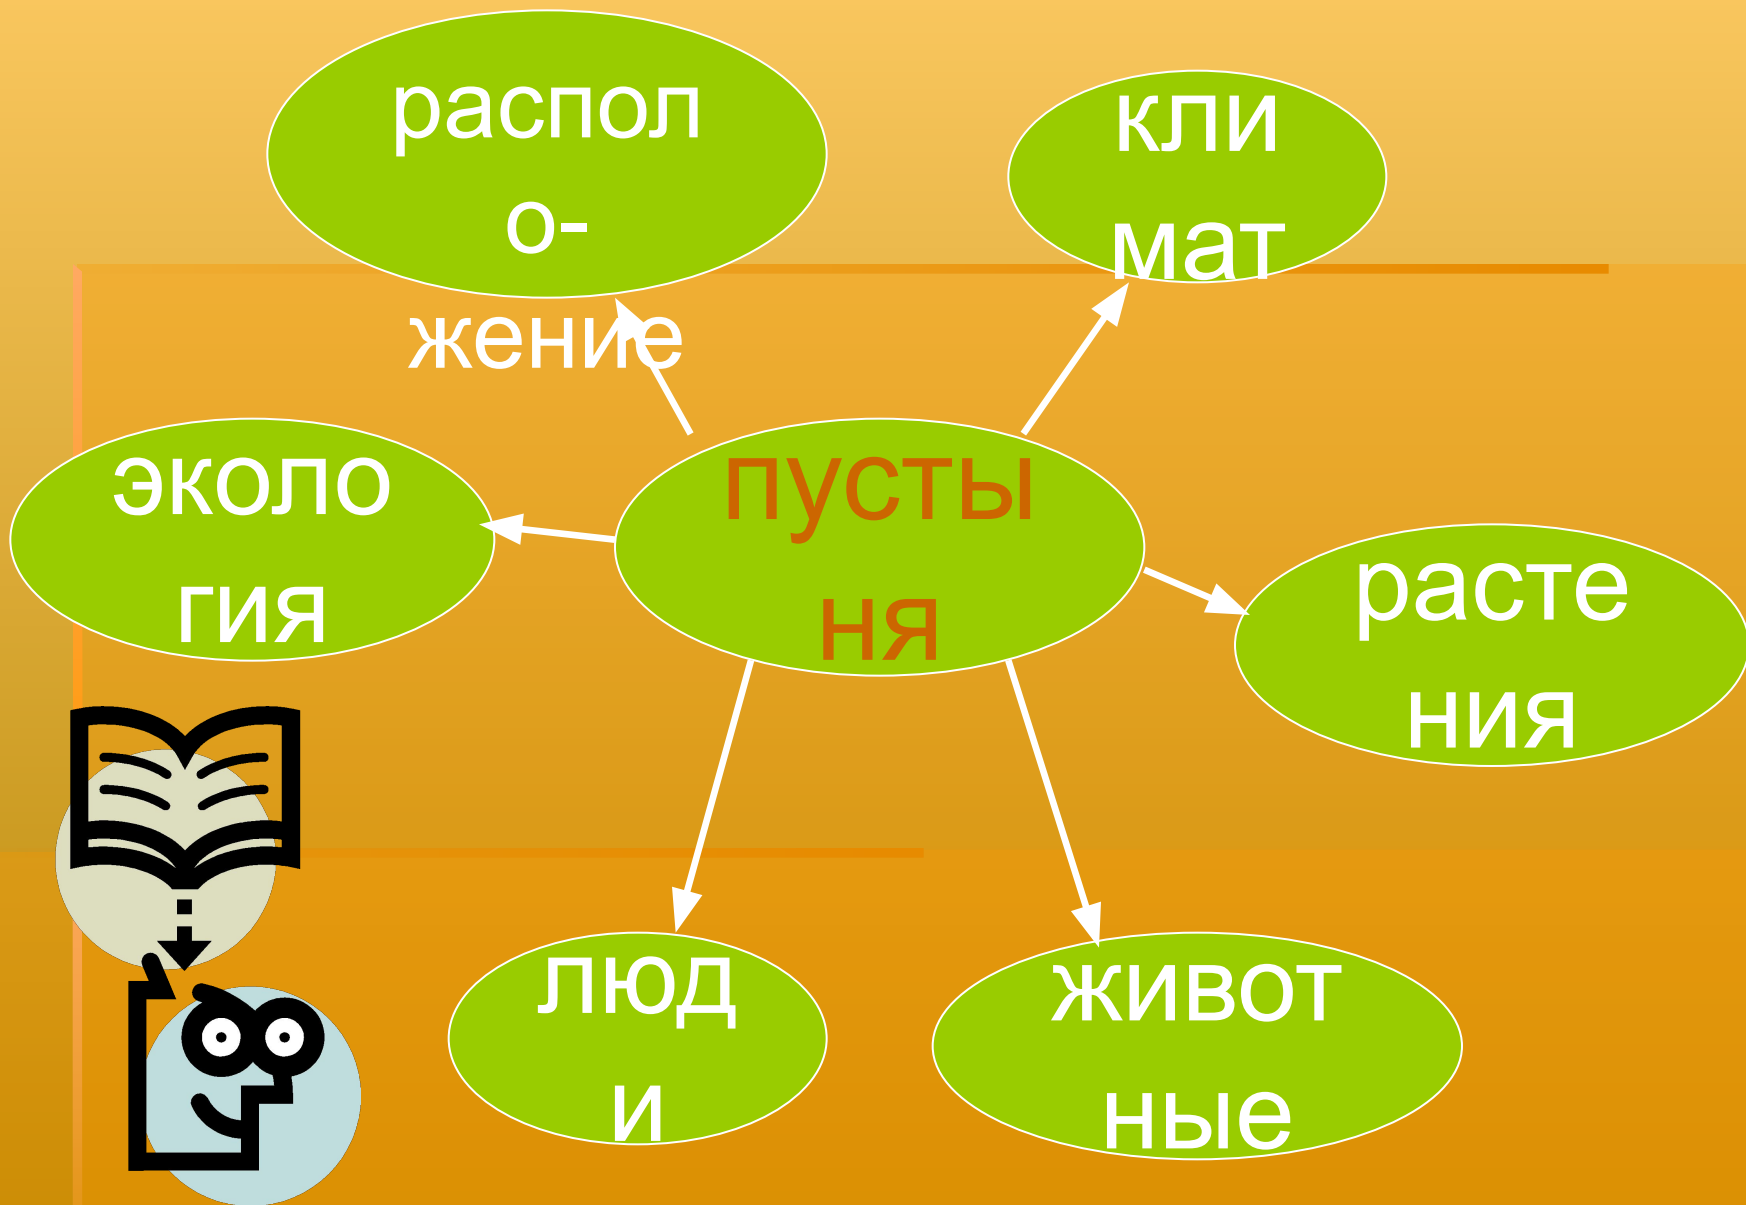 распол
о-
жение
кли
мат
эколо
гия
пусты
ня
расте
ния
люд
и
живот
ные